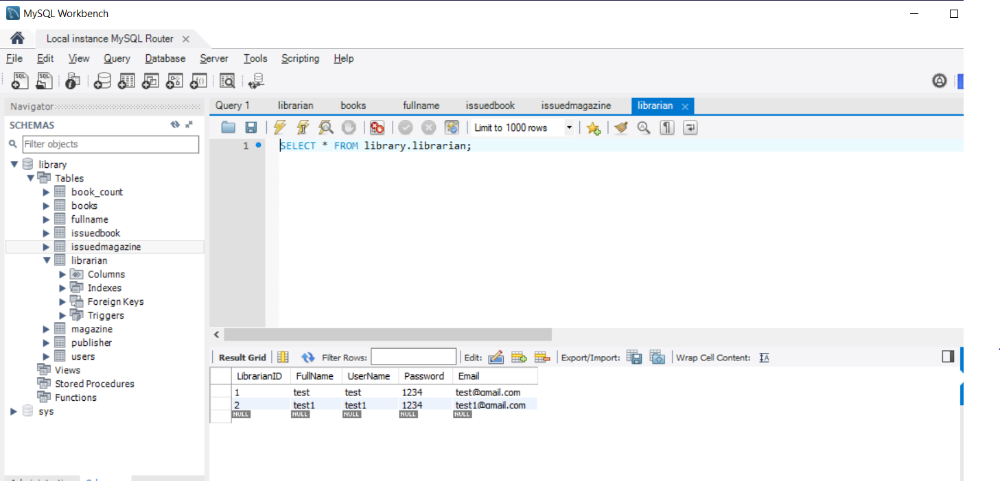 MySQL Workbench
Local instance MySQL Router
File Edit View Query Database Server Tools Scripting Help
Navigator
SCHEMAS
Filter objects
library
Tables
book_count
books
fullname
issuedbook
issuedmagazine
librarian
Columns
Indexes
Foreign Keys
Triggers
magazine
publisher
users
Views
Stored Procedures
Functions
sys
Query 1 librarian books fullname issuedbook issuedmagazine librarian
Limit to 1000 rows
1 SELECT * FROM library.librarian;
Result Grid Filter Rows: Edit: Export/Import: Wrap Cell Content:
LibrarianID FullName UserName Password Email
1 test test 1234 test@gmail.com
2 test1 test1 1234 test1@gmail.com
NULL NULL NULL NULL NULL